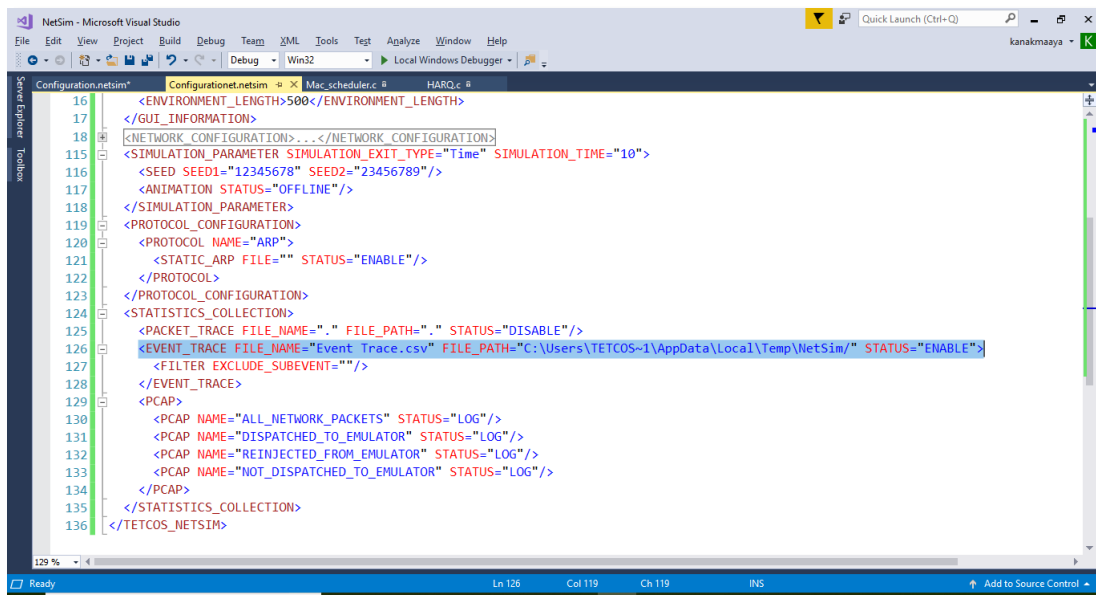 NetSim - Microsoft Visual Studio
Quick Launch (Ctrl+Q)
File Edit View Project Build Debug Team XML Tools Test Analyze Window Help
kanakmaaya K
Debug Win32 Local Windows Debugger
Server Explorer
Toolbox
Configuration.netsim* Configurationet.netsim Mac_scheduler.c HARQ.c
16 <ENVIRONMENT_LENGTH>500</ENVIRONMENT_LENGTH>
17 </GUI_INFORMATION>
18 <NETWORK_CONFIGURATION>...</NETWORK_CONFIGURATION>
115 <SIMULATION_PARAMETER SIMULATION_EXIT_TYPE="Time" SIMULATION_TIME="10">
116 <SEED SEED1="12345678" SEED2="23456789"/>
117 <ANIMATION STATUS="OFFLINE"/>
118 </SIMULATION_PARAMETER>
119 <PROTOCOL_CONFIGURATION>
120 <PROTOCOL NAME="ARP">
121 <STATIC_ARP FILE="" STATUS="ENABLE"/>
122 </PROTOCOL>
123 </PROTOCOL_CONFIGURATION>
124 <STATISTICS_COLLECTION>
125 <PACKET_TRACE FILE_NAME="." FILE_PATH="." STATUS="DISABLE"/>
126 <EVENT_TRACE FILE_NAME="Event Trace.csv" FILE_PATH="C:\Users\TETCOS~1\AppData\Local\Temp\NetSim/" STATUS="ENABLE">
127 <FILTER EXCLUDE_SUBEVENT=""/>
128 </EVENT_TRACE>
129 <PCAP>
130 <PCAP NAME="ALL_NETWORK_PACKETS" STATUS="LOG"/>
131 <PCAP NAME="DISPATCHED_TO_EMULATOR" STATUS="LOG"/>
132 <PCAP NAME="REINJECTED_FROM_EMULATOR" STATUS="LOG"/>
133 <PCAP NAME="NOT_DISPATCHED_TO_EMULATOR" STATUS="LOG"/>
134 </PCAP>
135 </STATISTICS_COLLECTION>
136 </TETCOS_NETSIM>
129 %
Ready Ln 126 Col 119 Ch 119 INS Add to Source Control